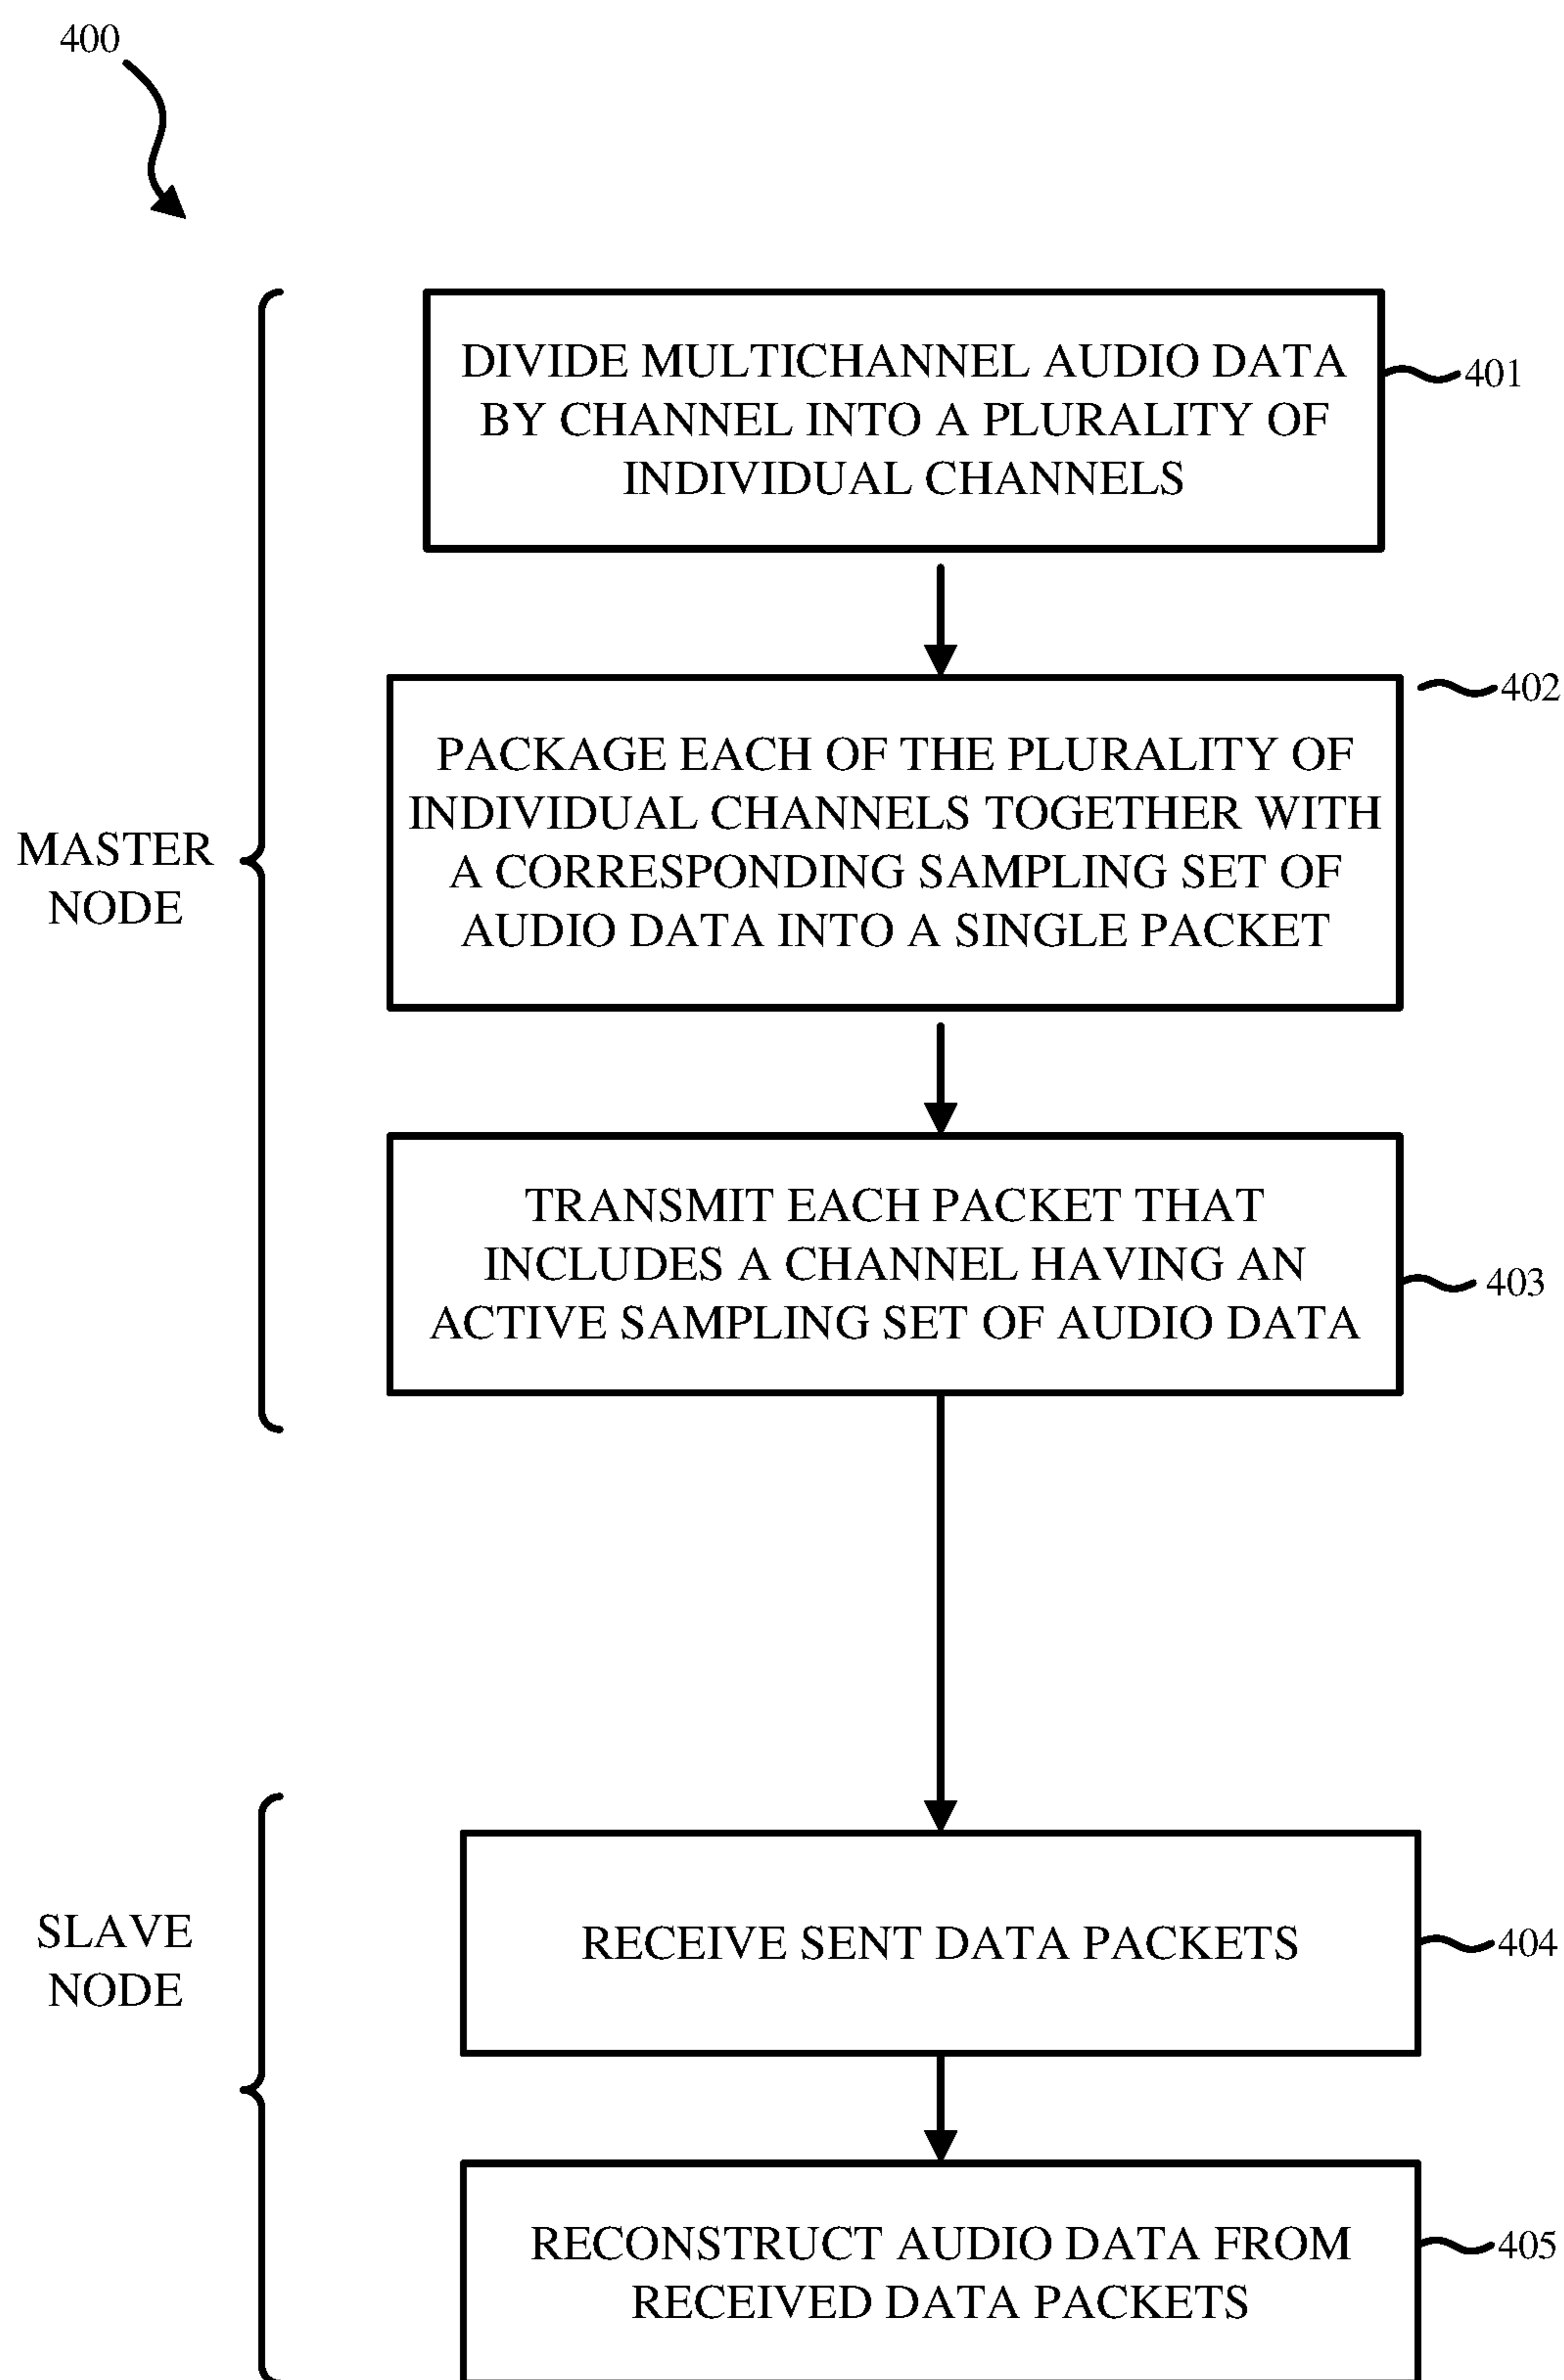 400
DIVIDE MULTICHANNEL AUDIO DATA
BY CHANNEL INTO A PLURALITY OF
INDIVIDUAL CHANNELS
401
402
PACKAGE EACH OF THE PLURALITY OF
INDIVIDUAL CHANNELS TOGETHER WITH
A CORRESPONDING SAMPLING SET OF
AUDIO DATA INTO A SINGLE PACKET
MASTER
NODE
TRANSMIT EACH PACKET THAT
INCLUDES A CHANNEL HAVING AN
ACTIVE SAMPLING SET OF AUDIO DATA
403
SLAVE
NODE
RECEIVE SENT DATA PACKETS
404
RECONSTRUCT AUDIO DATA FROM
RECEIVED DATA PACKETS
405